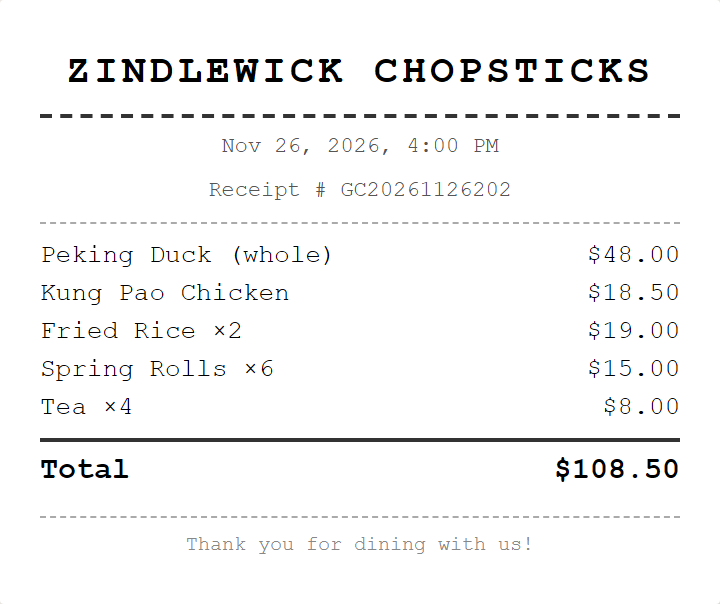 ZINDLEWICK CHOPSTICKS
Nov 26, 2026, 4:00 PM
Receipt # GC20261126202
Peking Duck (whole) $48.00
Kung Pao Chicken $18.50
Fried Rice ×2 $19.00
Spring Rolls ×6 $15.00
Tea ×4 $8.00
Total $108.50
Thank you for dining with us!